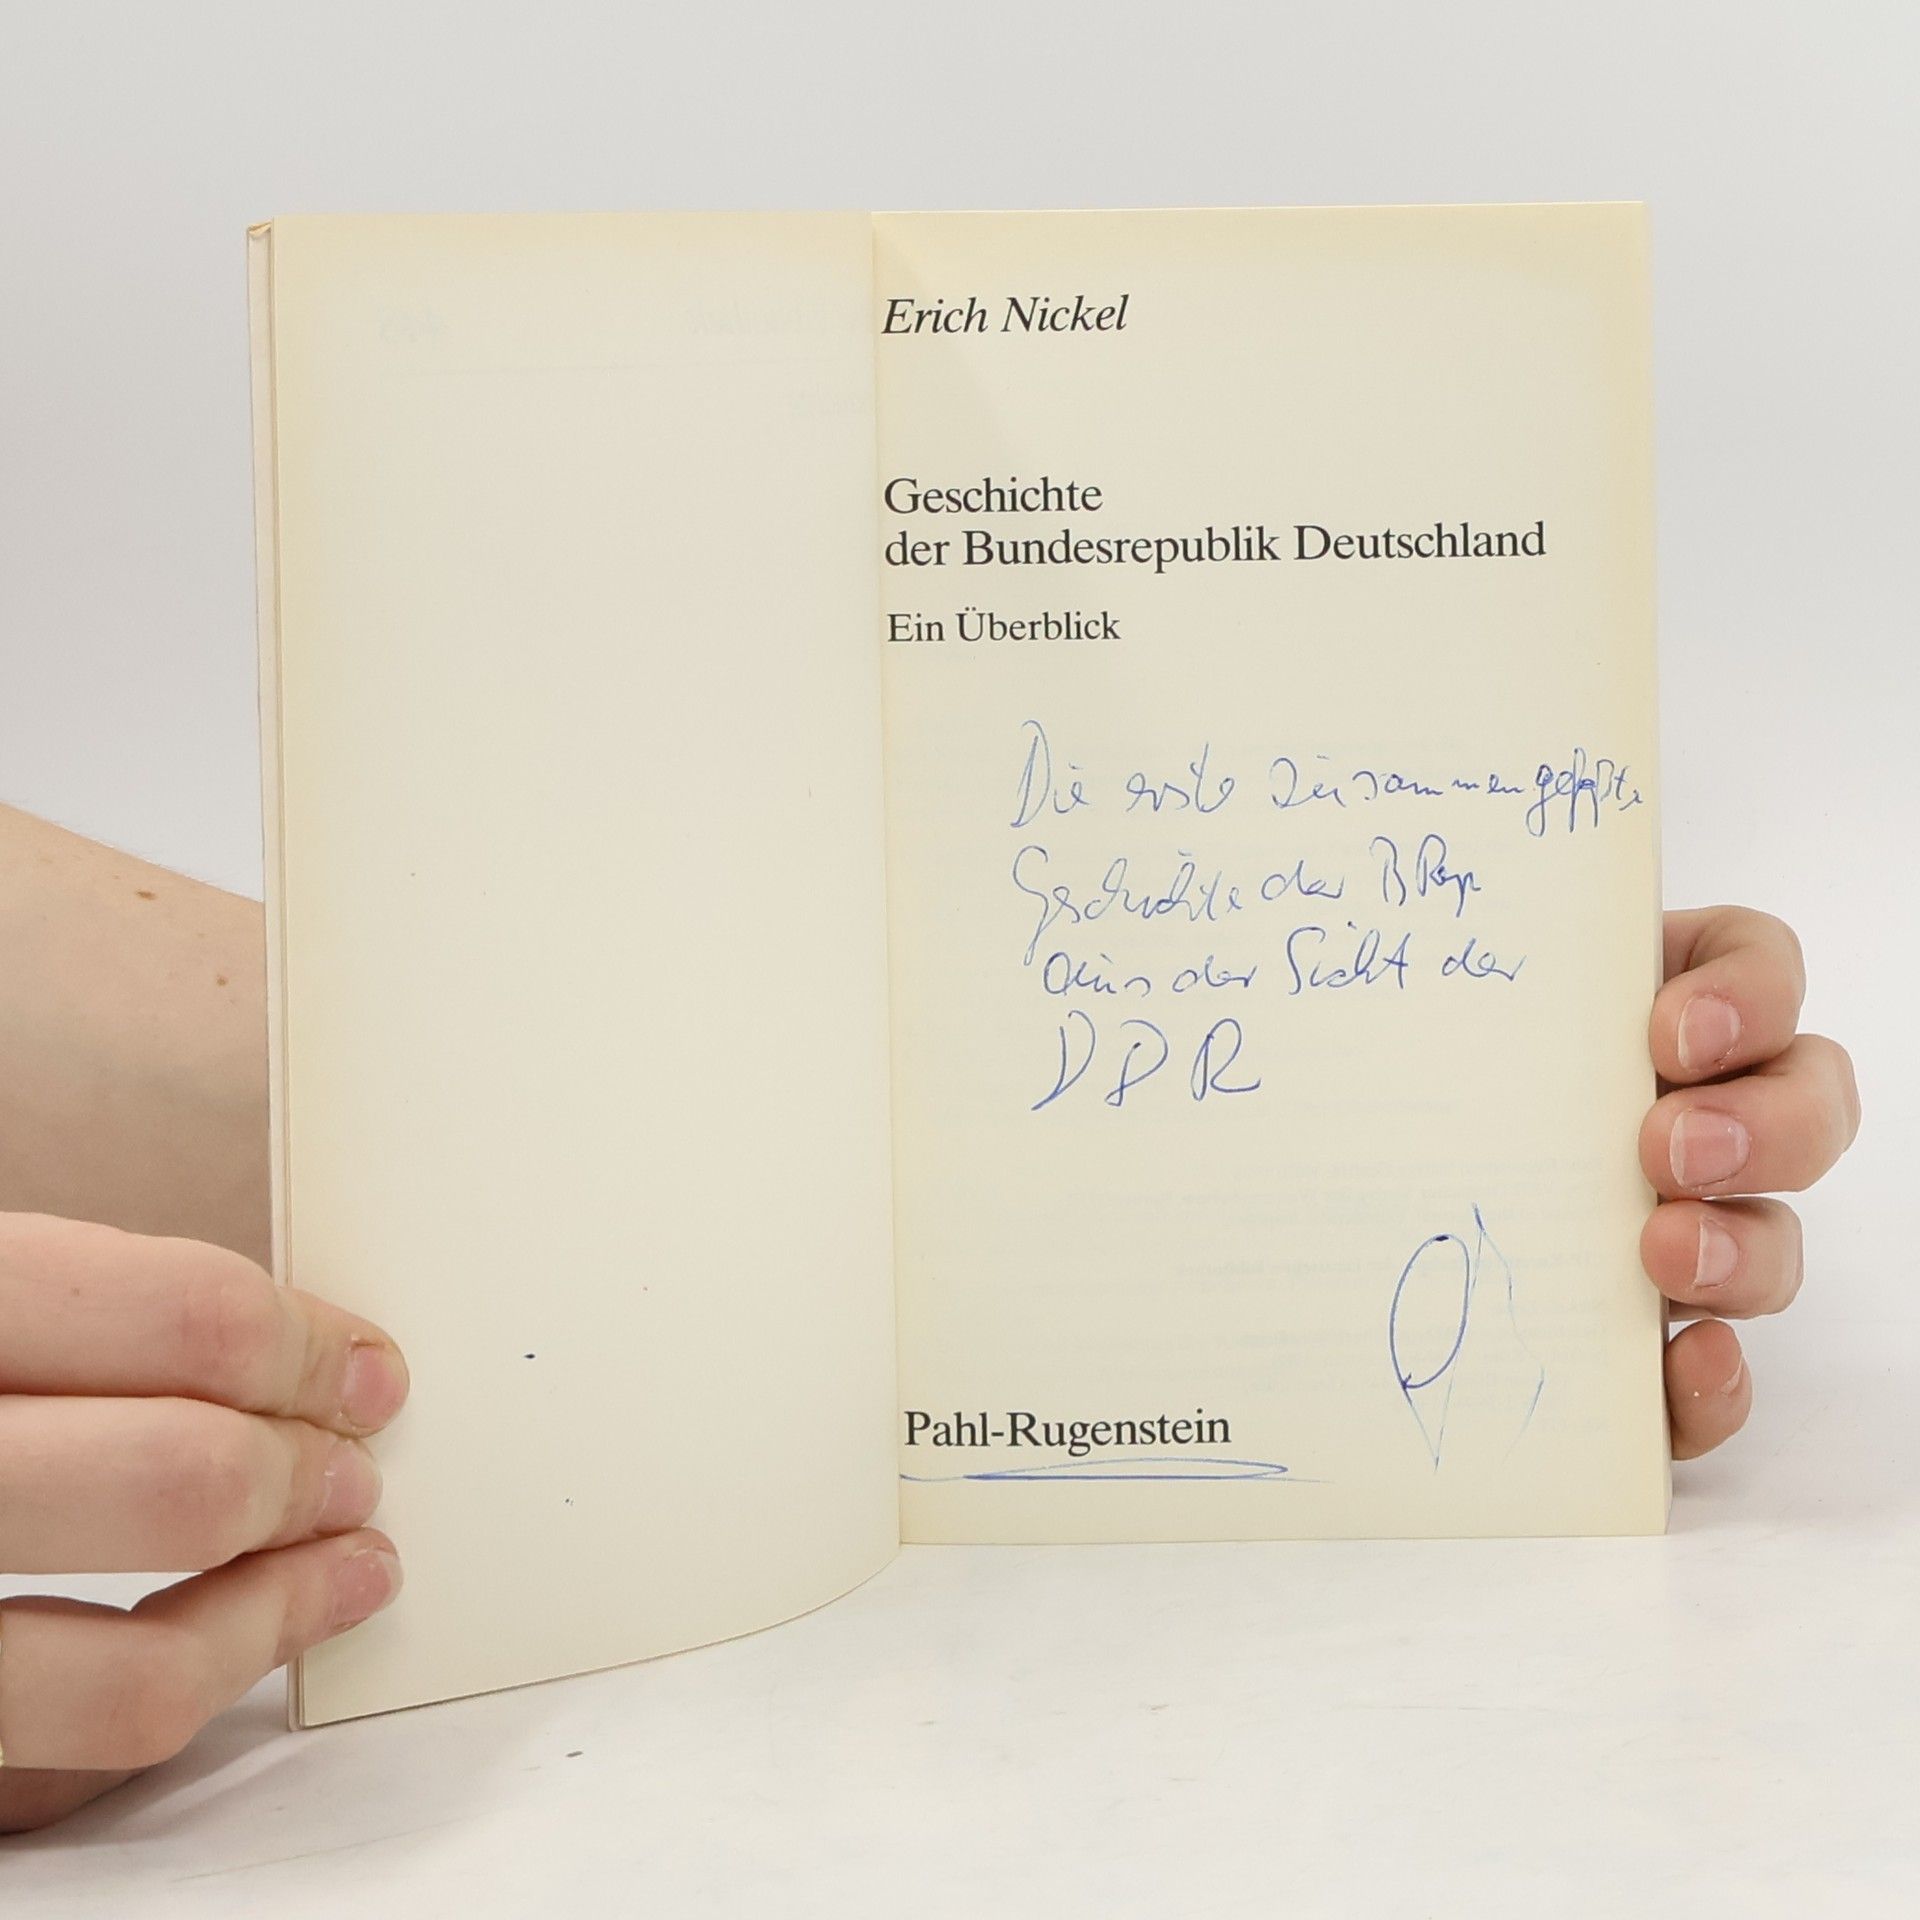 Erich Nickel
Geschichte
der Bundesrepublik Deutschland
Ein Überblick
Die erste zusammengefaßte
Geschichte der BRep
aus der Sicht der
DDR
Pahl-Rugenstein